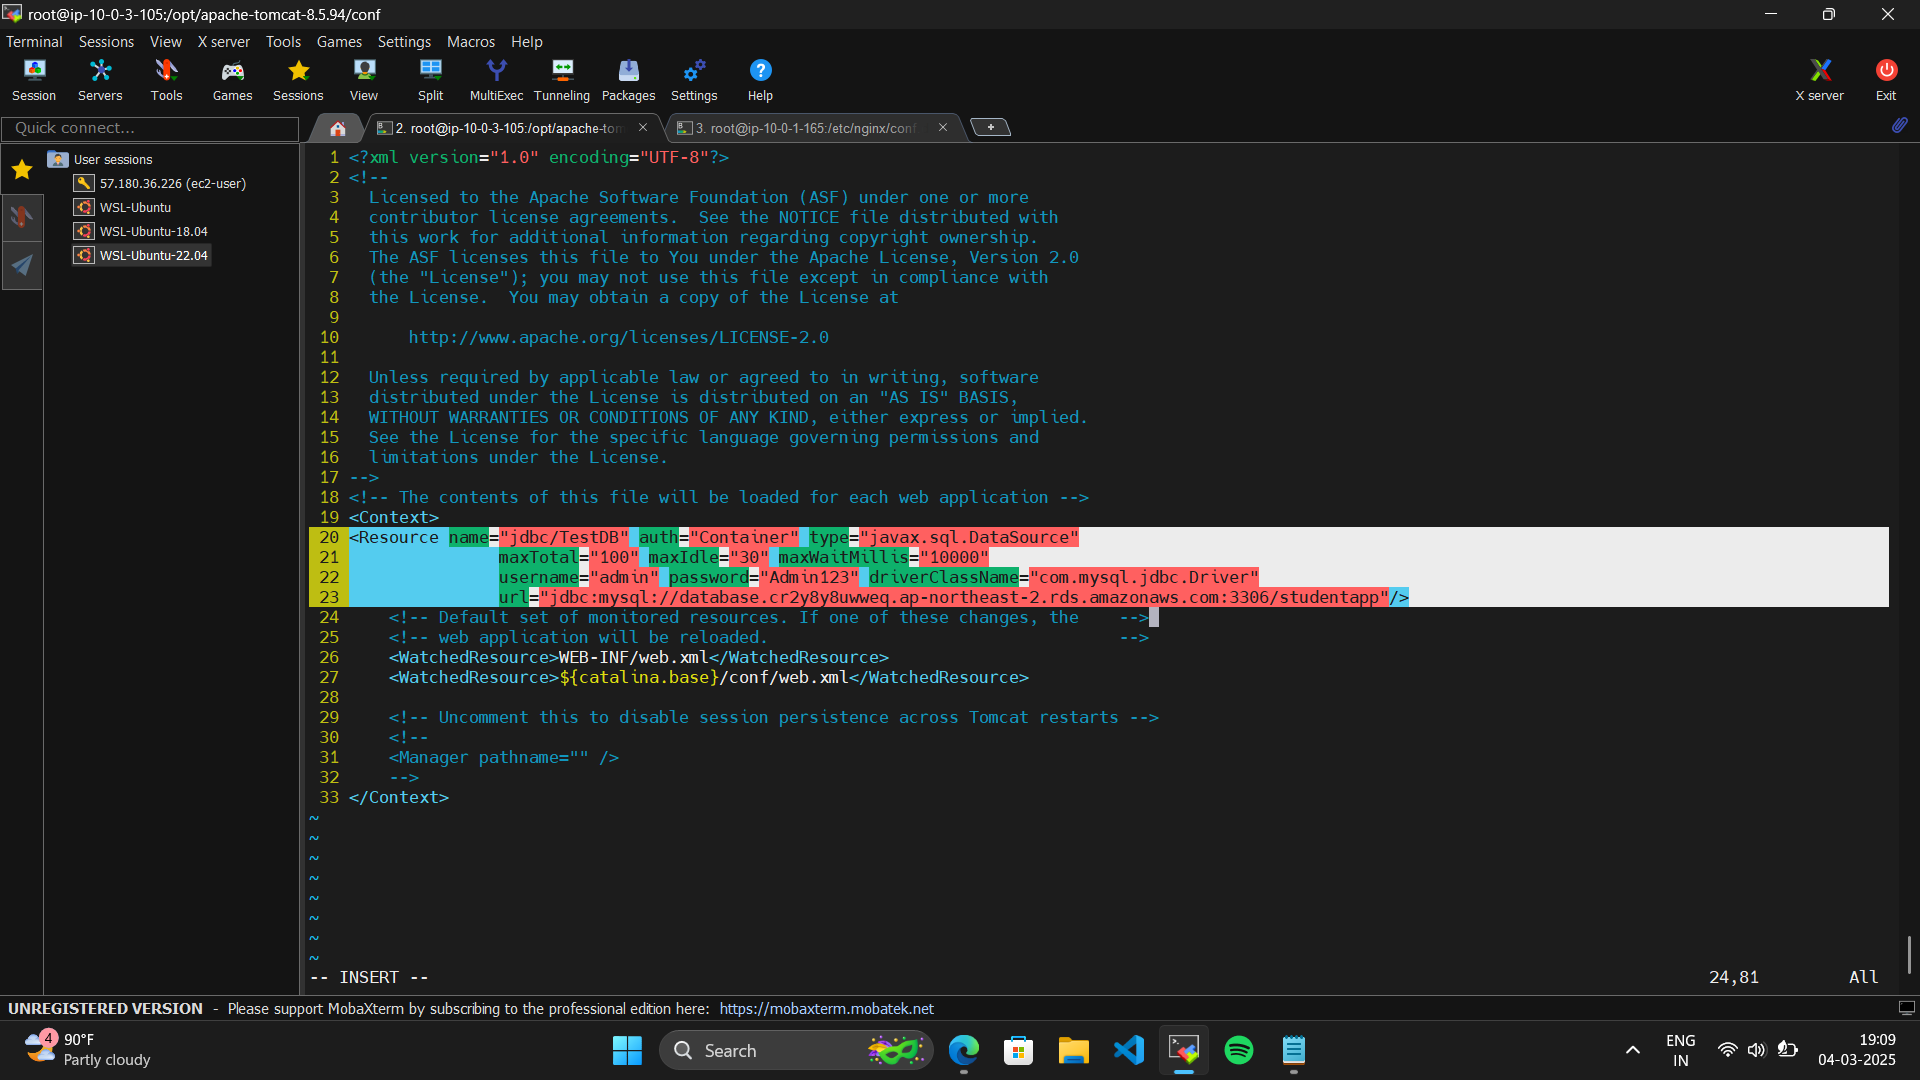 root@ip-10-0-3-105:/opt/apache-tomcat-8.5.94/conf
Terminal Sessions View X server Tools Games Settings Macros Help
Session Servers Tools Games Sessions View Split MultiExec Tunneling Packages Settings Help X server Exit
Quick connect...
2. root@ip-10-0-3-105:/opt/apache-tom
3. root@ip-10-0-1-165:/etc/nginx/conf
User sessions
57.180.36.226 (ec2-user)
WSL-Ubuntu
WSL-Ubuntu-18.04
WSL-Ubuntu-22.04
1 <?xml version="1.0" encoding="UTF-8"?>
2 <!--
3   Licensed to the Apache Software Foundation (ASF) under one or more
4   contributor license agreements.  See the NOTICE file distributed with
5   this work for additional information regarding copyright ownership.
6   The ASF licenses this file to You under the Apache License, Version 2.0
7   (the "License"); you may not use this file except in compliance with
8   the License.  You may obtain a copy of the License at
9
10       http://www.apache.org/licenses/LICENSE-2.0
11
12   Unless required by applicable law or agreed to in writing, software
13   distributed under the License is distributed on an "AS IS" BASIS,
14   WITHOUT WARRANTIES OR CONDITIONS OF ANY KIND, either express or implied.
15   See the License for the specific language governing permissions and
16   limitations under the License.
17 -->
18 <!-- The contents of this file will be loaded for each web application -->
19 <Context>
20 <Resource name="jdbc/TestDB" auth="Container" type="javax.sql.DataSource"
21                maxTotal="100" maxIdle="30" maxWaitMillis="10000"
22                username="admin" password="Admin123" driverClassName="com.mysql.jdbc.Driver"
23                url="jdbc:mysql://database.cr2y8y8uwweq.ap-northeast-2.rds.amazonaws.com:3306/studentapp"/>
24     <!-- Default set of monitored resources. If one of these changes, the    -->
25     <!-- web application will be reloaded.                                   -->
26     <WatchedResource>WEB-INF/web.xml</WatchedResource>
27     <WatchedResource>${catalina.base}/conf/web.xml</WatchedResource>
28
29     <!-- Uncomment this to disable session persistence across Tomcat restarts -->
30     <!--
31     <Manager pathname="" />
32     -->
33 </Context>
~
~
~
~
~
~
~
~
-- INSERT -- 24,81 All
UNREGISTERED VERSION - Please support MobaXterm by subscribing to the professional edition here: https://mobaxterm.mobatek.net
4
90°F
Partly cloudy
Search
ENG
IN
19:09
04-03-2025